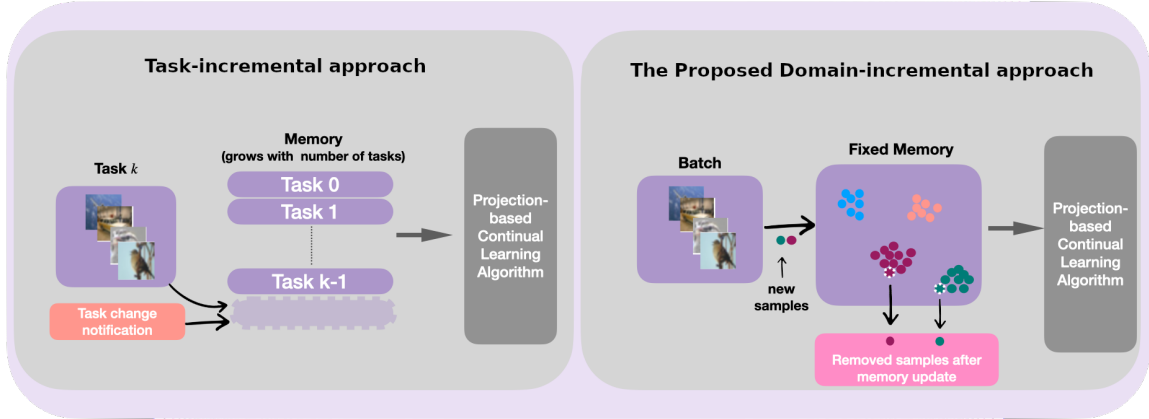 Task-incremental approach
Task k
Memory
(grows with number of tasks)
Task 0
Task 1
Task k-1
Task change
notification
Projection-
based
Continual
Learning
Algorithm
The Proposed Domain-incremental approach
Batch
new
samples
Fixed Memory
Removed samples after
memory update
Projection-
based
Continual
Learning
Algorithm